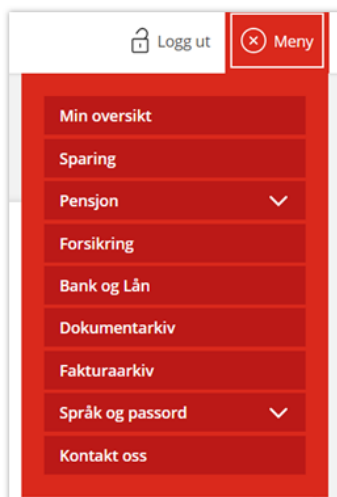 Logg ut
Meny
Min oversikt
Sparing
Pensjon
Forsikring
Bank og Lån
Dokumentarkiv
Fakturaarkiv
Språk og passord
Kontakt oss